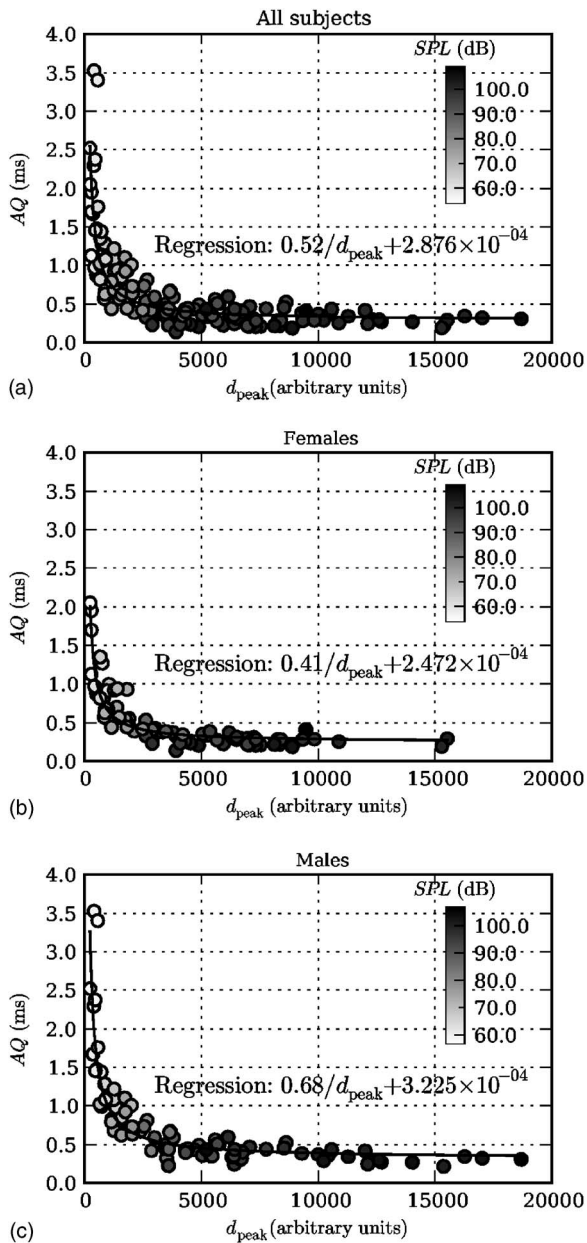 All subjects
4.0
3.5
3.0
2.5
2.0
1.5
1.0
0.5
0.0
AQ (ms)
SPL (dB)
100.0
90.0
80.0
70.0
60.0
Regression: 0.52/d_peak+2.876×10^−04
0 5000 10000 15000 20000
(a) d_peak(arbitrary units)
Females
4.0
3.5
3.0
2.5
2.0
1.5
1.0
0.5
0.0
AQ (ms)
SPL (dB)
100.0
90.0
80.0
70.0
60.0
Regression: 0.41/d_peak+2.472×10^−04
0 5000 10000 15000 20000
(b) d_peak (arbitrary units)
Males
4.0
3.5
3.0
2.5
2.0
1.5
1.0
0.5
0.0
AQ (ms)
SPL (dB)
100.0
90.0
80.0
70.0
60.0
Regression: 0.68/d_peak+3.225×10^−04
0 5000 10000 15000 20000
(c) d_peak (arbitrary units)